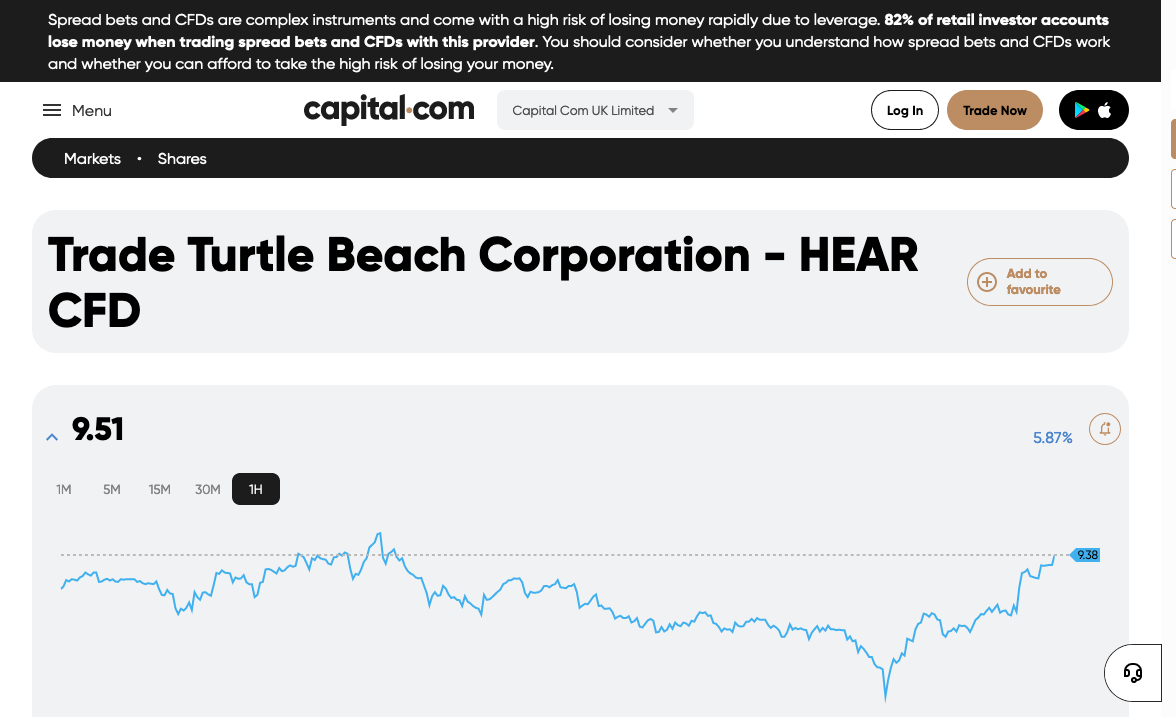 Spread bets and CFDs are complex instruments and come with a high risk of losing money rapidly due to leverage. 82% of retail investor accounts
lose money when trading spread bets and CFDs with this provider. You should consider whether you understand how spread bets and CFDs work
and whether you can afford to take the high risk of losing your money.
Menu
capital.com
Capital Com UK Limited
Log In
Trade Now
Markets • Shares
Trade Turtle Beach Corporation - HEAR
CFD
Add to
favourite
9.51
5.87%
1M 5M 15M 30M 1H
9.38